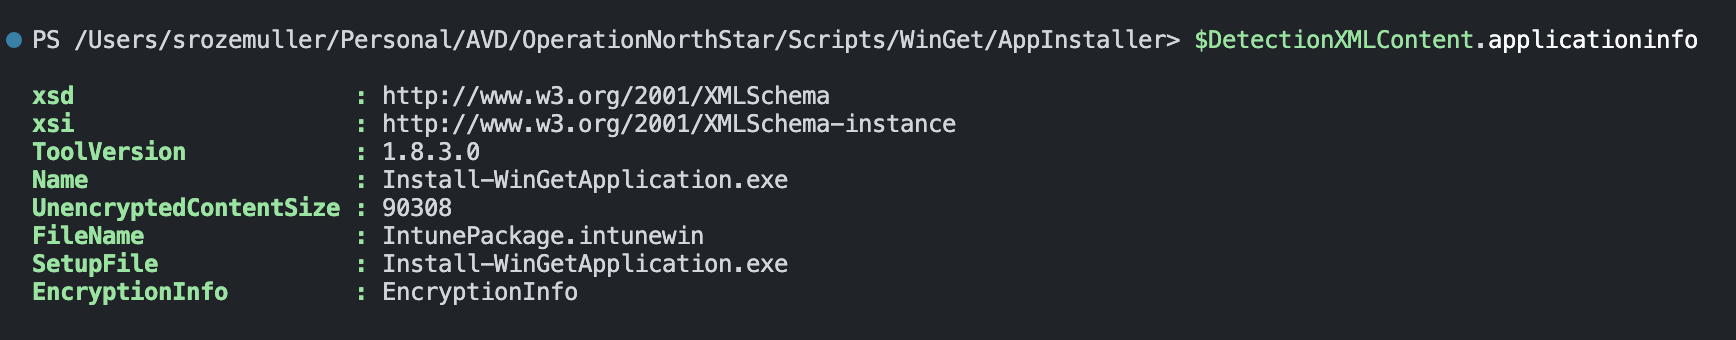 PS /Users/srozemuller/Personal/AVD/OperationNorthStar/Scripts/WinGet/AppInstaller> $DetectionXMLContent.applicationinfo
xsd : http://www.w3.org/2001/XMLSchema
xsi : http://www.w3.org/2001/XMLSchema-instance
ToolVersion : 1.8.3.0
Name : Install-WinGetApplication.exe
UnencryptedContentSize : 90308
FileName : IntunePackage.intunewin
SetupFile : Install-WinGetApplication.exe
EncryptionInfo : EncryptionInfo